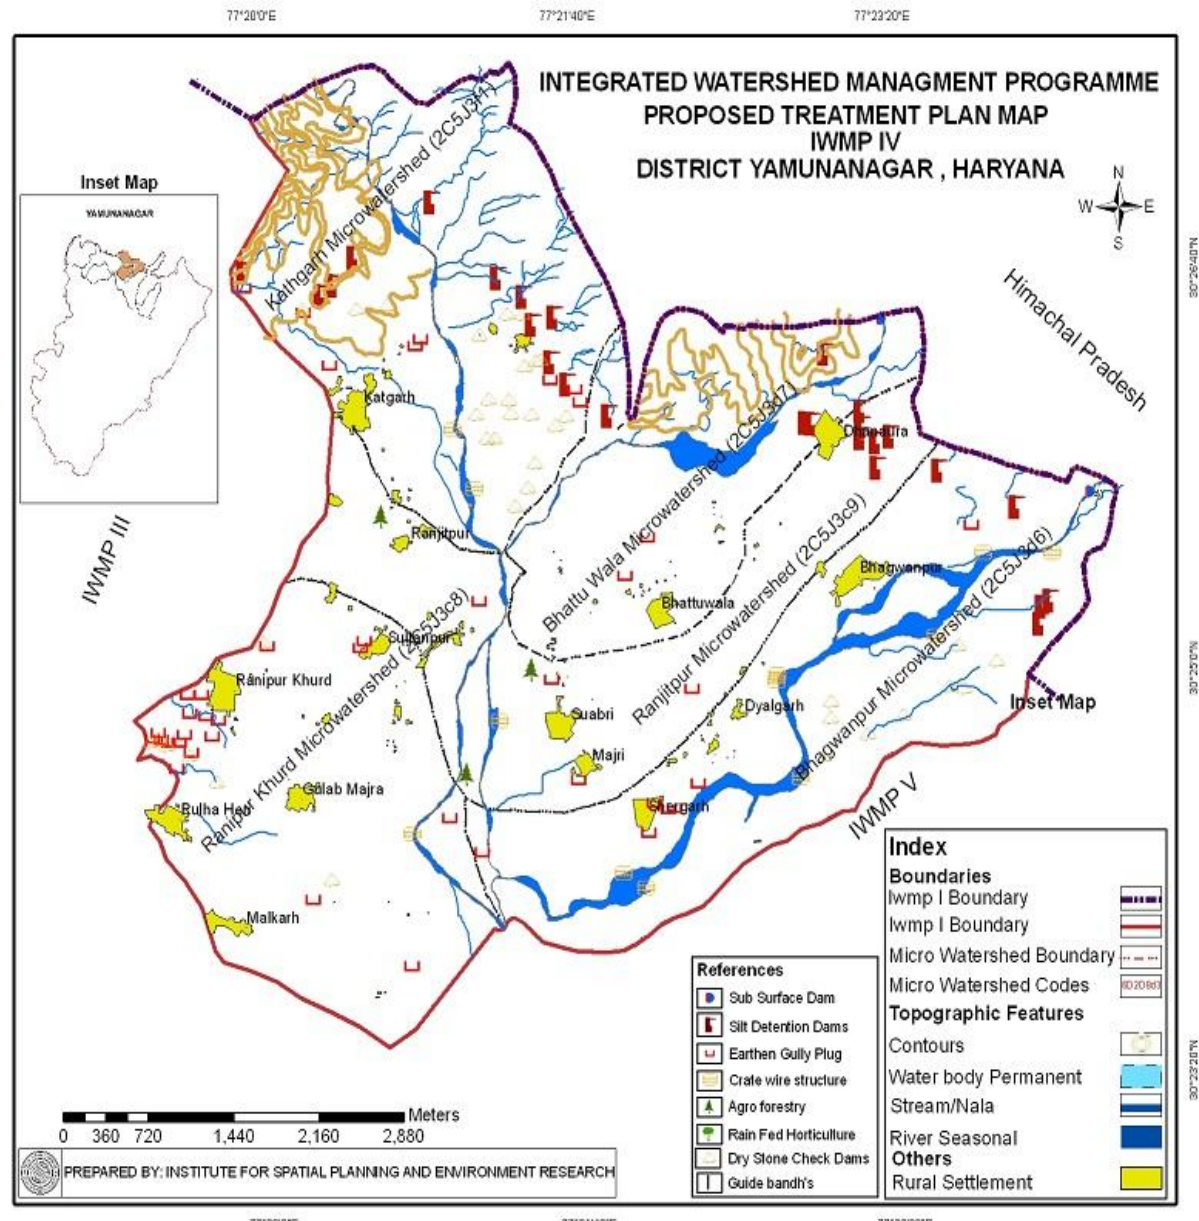 77°20'0"E
77°21'40"E
77°23'20"E
INTEGRATED WATERSHED MANAGMENT PROGRAMME
PROPOSED TREATMENT PLAN MAP
IWMP IV
DISTRICT YAMUNANAGAR , HARYANA
N
W E
S
Inset Map
YAMUNANAGAR
30°26'40"N
Himachal Pradesh
Kathgarh Microwatershed (2C5J3f1)
Katgarh
Dhanaura
Bhattu Wala Microwatershed (2C5J3d7)
IWMP III
Ranjitpur
Ranjitpur Microwatershed (2C5J3c9)
Bhagwanpur
Bhagwanpur Microwatershed (2C5J3d6)
Bhattuwala
Sultanpur
Ranipur Khurd Microwatershed (2C5J3c8)
30°25'0"N
Ranipur Khurd
Inset Map
Dyalgarh
Suabri
Majri
Golab Majra
Rulha Heri
Shergarh
IWMP V
Malkarh
Index
Boundaries
Iwmp I Boundary
Iwmp I Boundary
Micro Watershed Boundary
Micro Watershed Codes
Topographic Features
Contours
Water body Permanent
Stream/Nala
River Seasonal
Others
Rural Settlement
30°23'20"N
References
Sub Surface Dam
Silt Detention Dams
Earthen Gully Plug
Crate wire structure
Agro forestry
Rain Fed Horticulture
Dry Stone Check Dams
Guide bandh's
Meters
0 360 720 1,440 2,160 2,880
PREPARED BY: INSTITUTE FOR SPATIAL PLANNING AND ENVIRONMENT RESEARCH